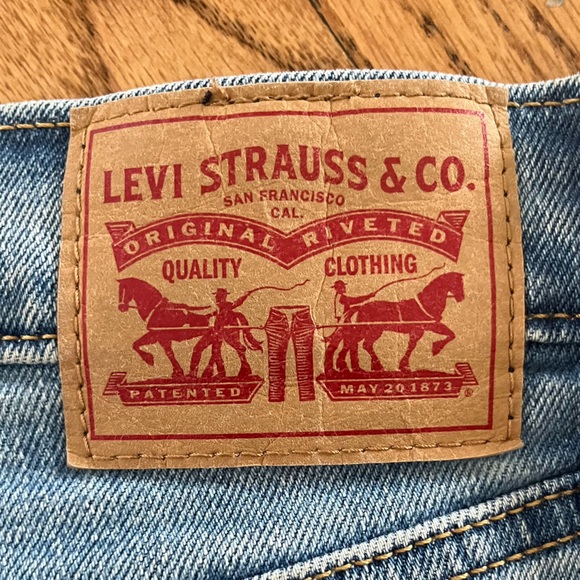 LEVI STRAUSS & CO.
SAN FRANCISCO
CAL.
ORIGINAL RIVETED
QUALITY CLOTHING
PATENTED MAY 20 1873 ®